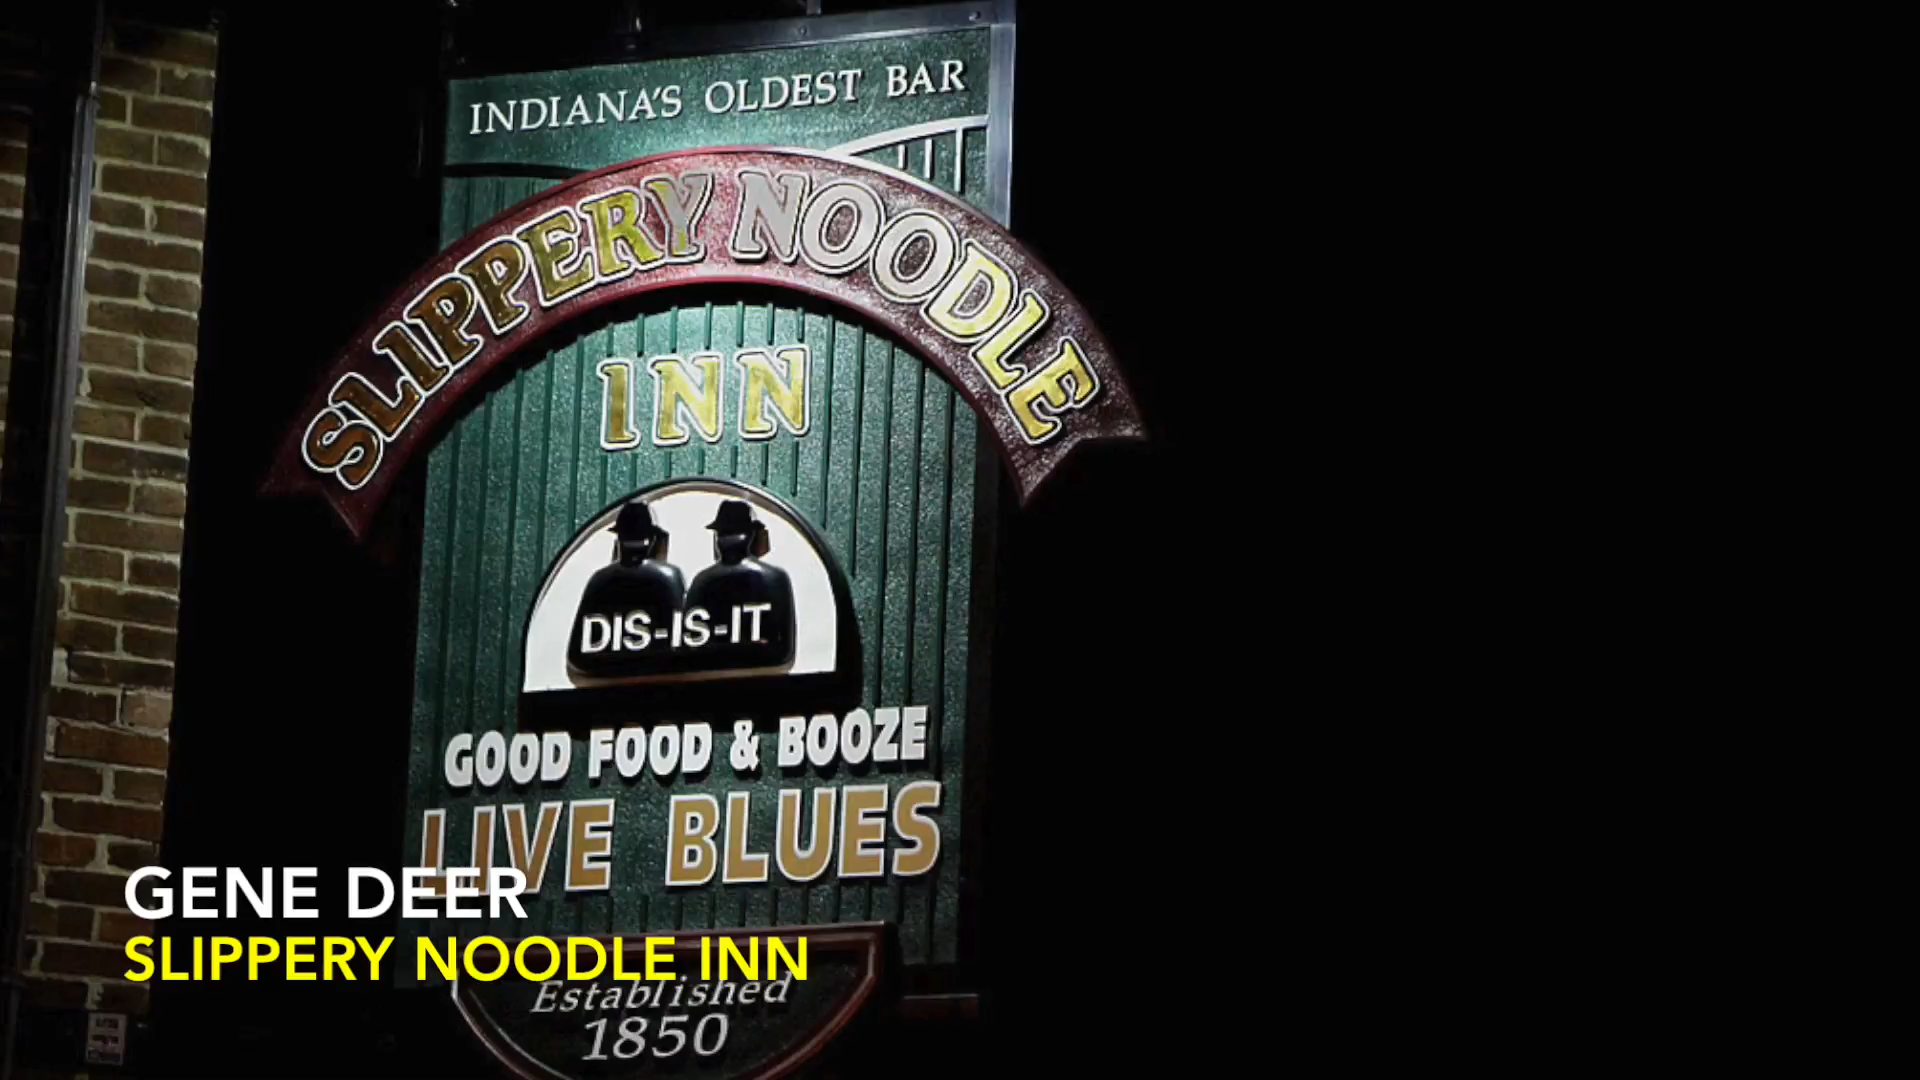 INDIANA'S OLDEST BAR
SLIPPERY NOODLE
INN
DIS-IS-IT
GOOD FOOD & BOOZE
LIVE BLUES
GENE DEER
SLIPPERY NOODLE INN
Established
1850